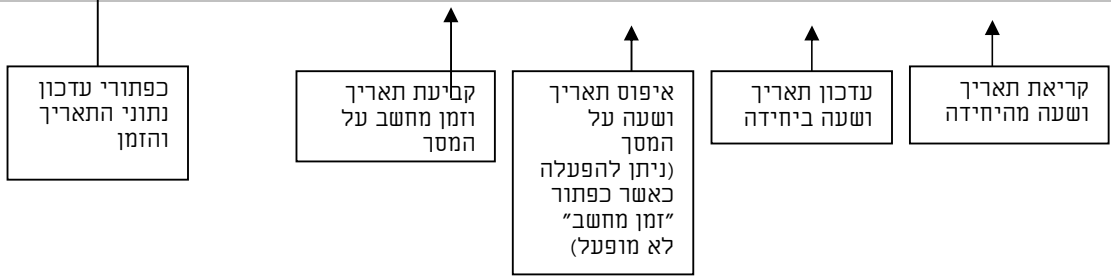 קריאת תאריך
ושעה מהיחידה
עדכון תאריך
ושעה ביחידה
איפוס תאריך
ושעה על
המסך
(ניתן להפעלה
כאשר כפתור
"זמן מחשב"
לא מופעל)
קביעת תאריך
וזמן מחשב על
המסך
כפתורי עדכון
נתוני התאריך
והזמן